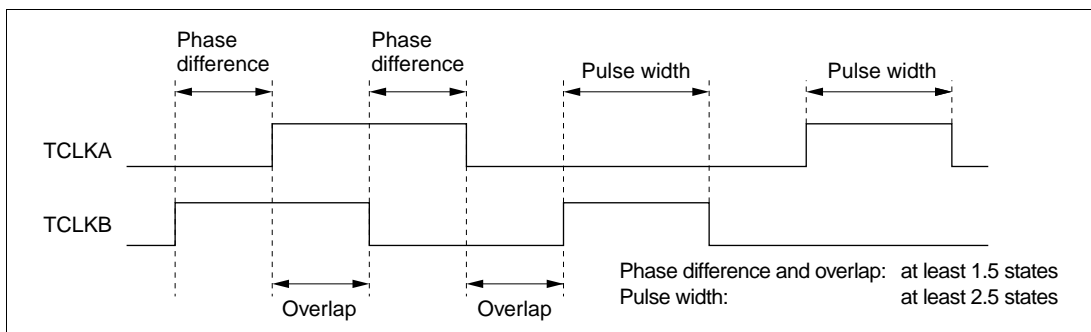 Phase
difference
Phase
difference
Pulse width
Pulse width
TCLKA
TCLKB
Overlap
Overlap
Phase difference and overlap: at least 1.5 states
Pulse width: at least 2.5 states